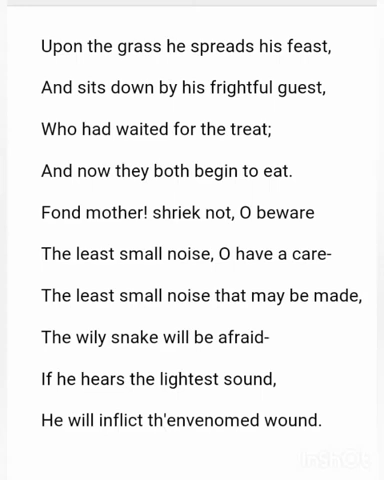 Upon the grass he spreads his feast,
And sits down by his frightful guest,
Who had waited for the treat;
And now they both begin to eat.
Fond mother! shriek not, O beware
The least small noise, O have a care-
The least small noise that may be made,
The wily snake will be afraid-
If he hears the lightest sound,
He will inflict th'envenomed wound.
InShOt